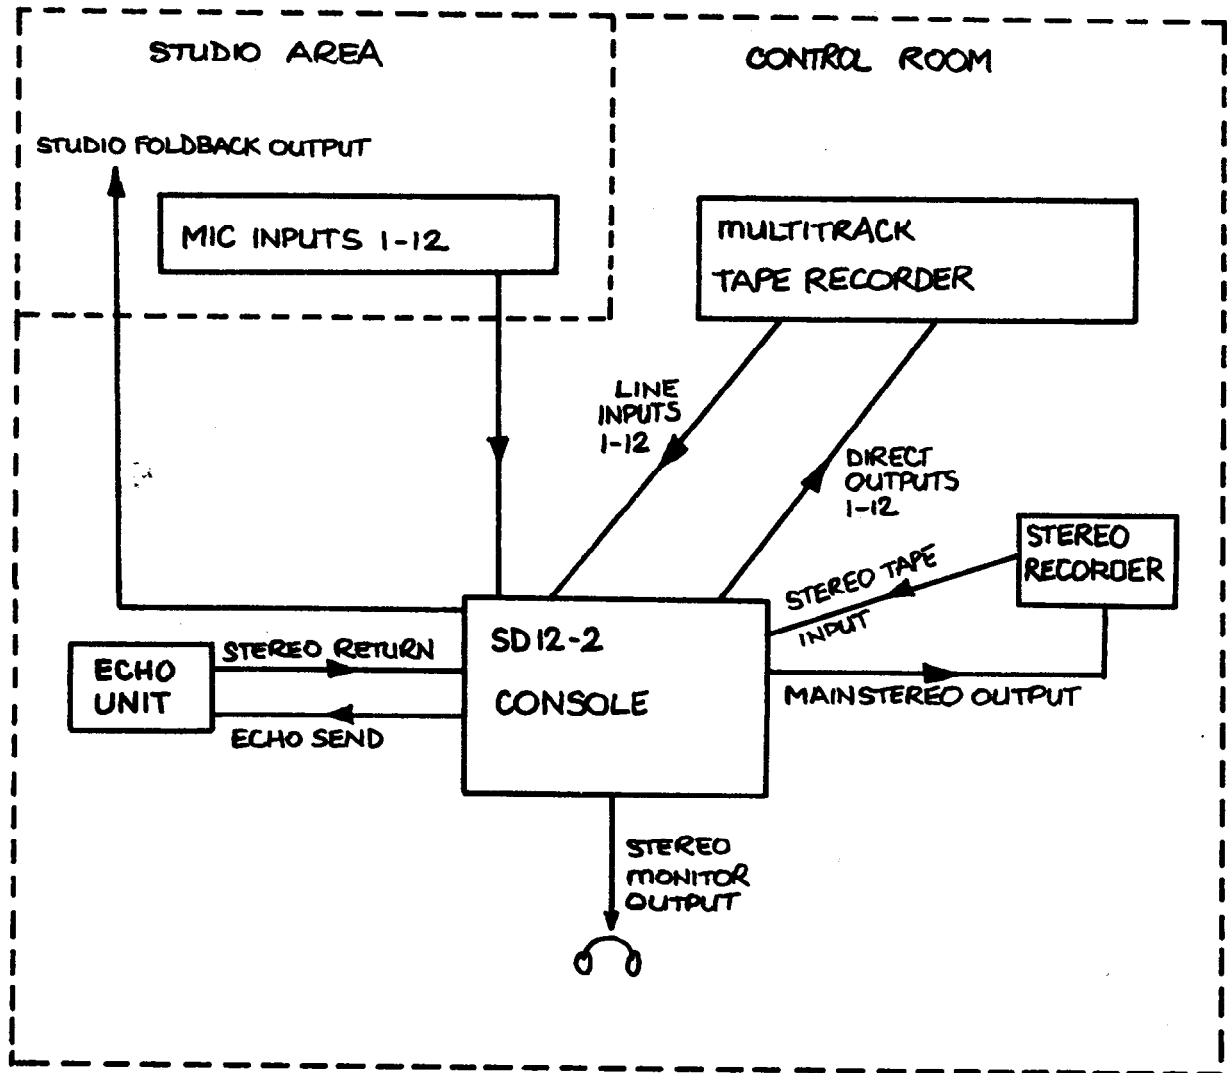 STUDIO AREA
CONTROL ROOM
STUDIO FOLDBACK OUTPUT
MIC INPUTS 1-12
MULTITRACK
TAPE RECORDER
LINE
INPUTS
1-12
DIRECT
OUTPUTS
1-12
STEREO
RECORDER
STEREO TAPE
INPUT
SD12-2
CONSOLE
STEREO RETURN
ECHO
UNIT
ECHO SEND
MAIN STEREO OUTPUT
STEREO
MONITOR
OUTPUT